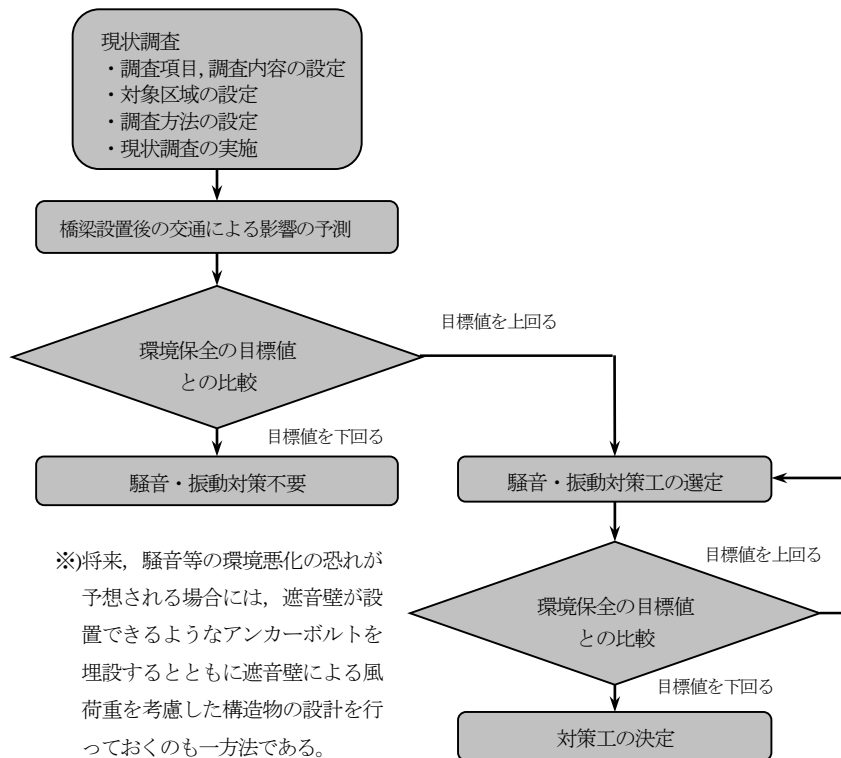 現状調査
・調査項目,調査内容の設定
・対象区域の設定
・調査方法の設定
・現状調査の実施
橋梁設置後の交通による影響の予測
環境保全の目標値
との比較
目標値を上回る
目標値を下回る
騒音・振動対策不要
騒音・振動対策工の選定
環境保全の目標値
との比較
目標値を上回る
目標値を下回る
対策工の決定
※)将来，騒音等の環境悪化の恐れが
予想される場合には，遮音壁が設
置できるようなアンカーボルトを
埋設するとともに遮音壁による風
荷重を考慮した構造物の設計を行
っておくのも一方法である。